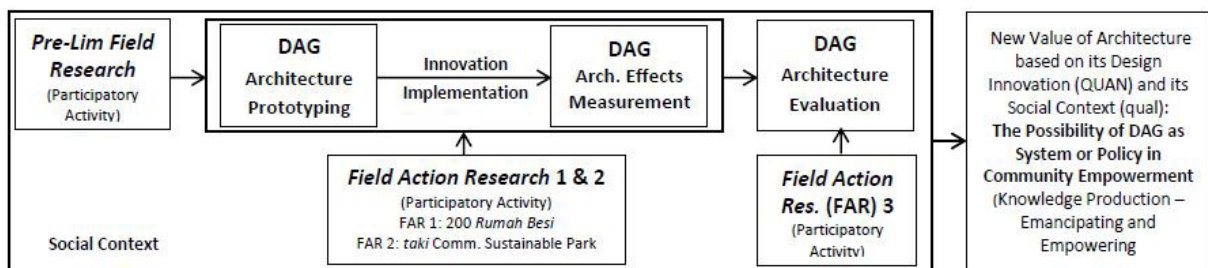 Pre-Lim Field
Research
(Participatory
Activity)
DAG
Architecture
Prototyping
Innovation
Implementation
DAG
Arch. Effects
Measurement
DAG
Architecture
Evaluation
Field Action Research 1 & 2
(Participatory Activity)
FAR 1: 200 Rumah Besi
FAR 2: taki Comm. Sustainable Park
Field Action
Res. (FAR) 3
(Participatory
Activity)
Social Context
New Value of Architecture
based on its Design
Innovation (QUAN) and its
Social Context (qual):
The Possibility of DAG as
System or Policy in
Community Empowerment
(Knowledge Production –
Emancipating and
Empowering